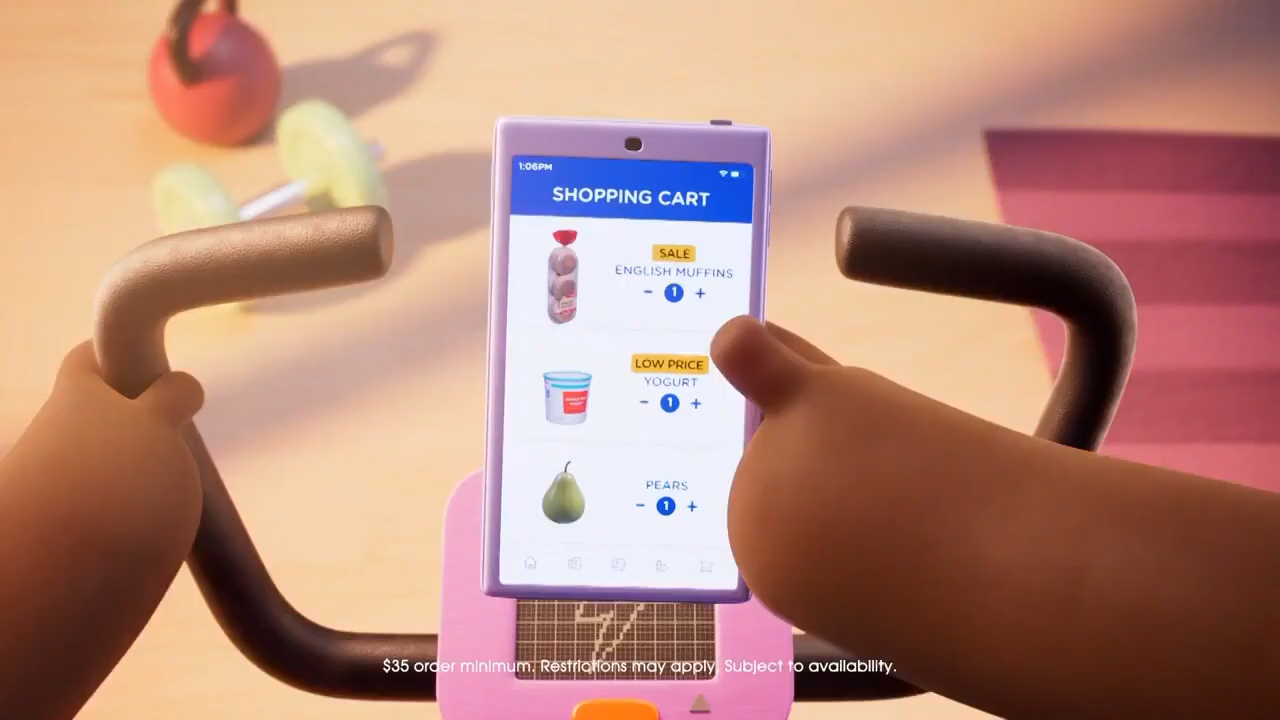 1:06PM
SHOPPING CART
SALE
ENGLISH MUFFINS
- 1 +
LOW PRICE
YOGURT
- 1 +
PEARS
- 1 +
$35 order minimum. Restrictions may apply. Subject to availability.